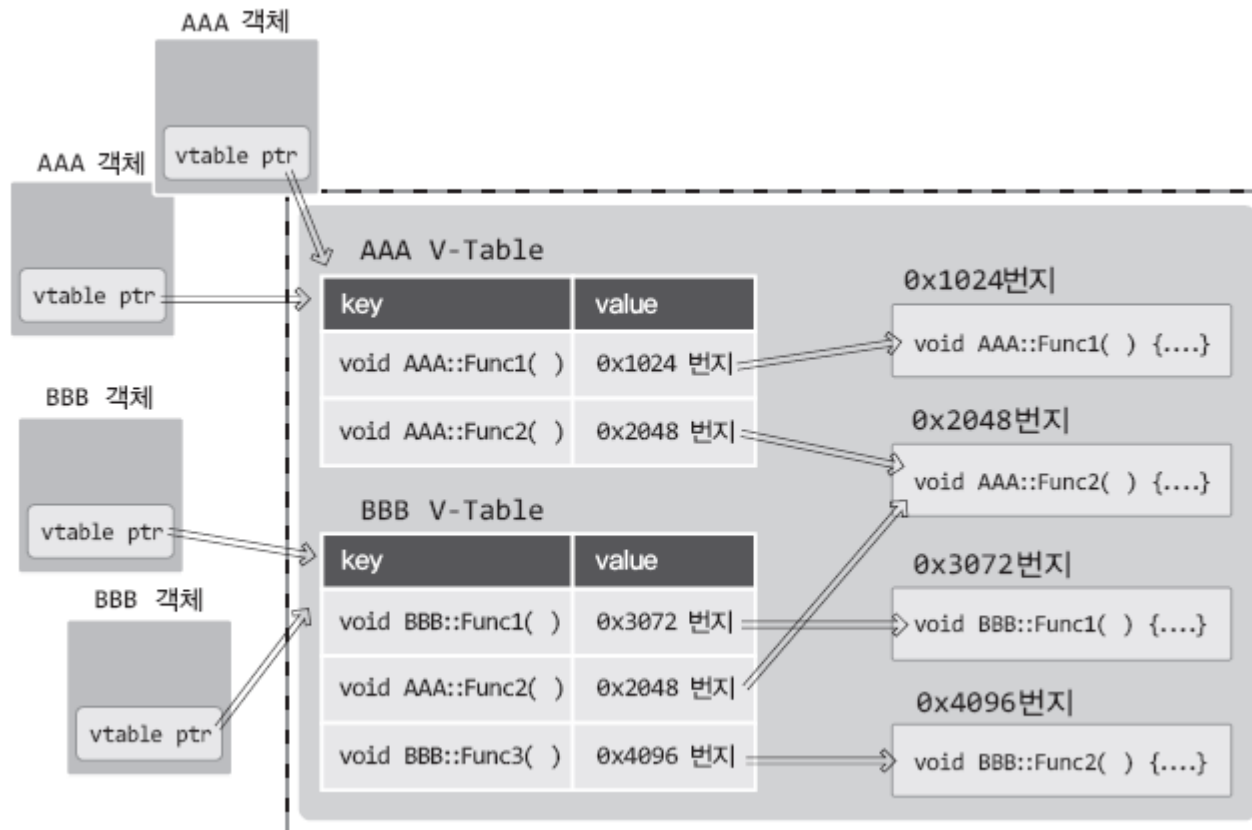 AAA 객체
vtable ptr
AAA 객체
vtable ptr
BBB 객체
vtable ptr
BBB 객체
vtable ptr
AAA V-Table
key value
void AAA::Func1( ) 0x1024 번지
void AAA::Func2( ) 0x2048 번지
BBB V-Table
key value
void BBB::Func1( ) 0x3072 번지
void AAA::Func2( ) 0x2048 번지
void BBB::Func3( ) 0x4096 번지
0x1024번지
void AAA::Func1( ) {....}
0x2048번지
void AAA::Func2( ) {....}
0x3072번지
void BBB::Func1( ) {....}
0x4096번지
void BBB::Func2( ) {....}